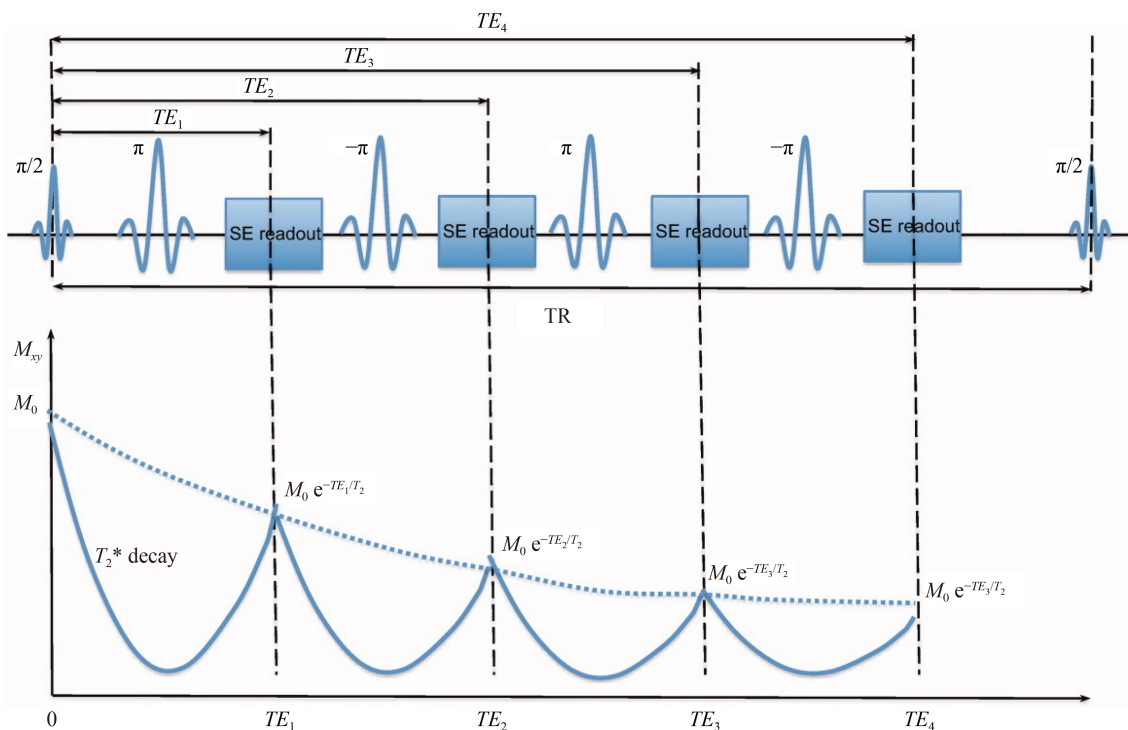 TE₄
TE₃
TE₂
TE₁
π/2
π
−π
π
−π
π/2
SE readout
SE readout
SE readout
SE readout
TR
Mxy
M₀
M₀ e^−TE₁/T₂
M₀ e^−TE₂/T₂
M₀ e^−TE₃/T₂
M₀ e^−TE₃/T₂
T₂* decay
0
TE₁
TE₂
TE₃
TE₄